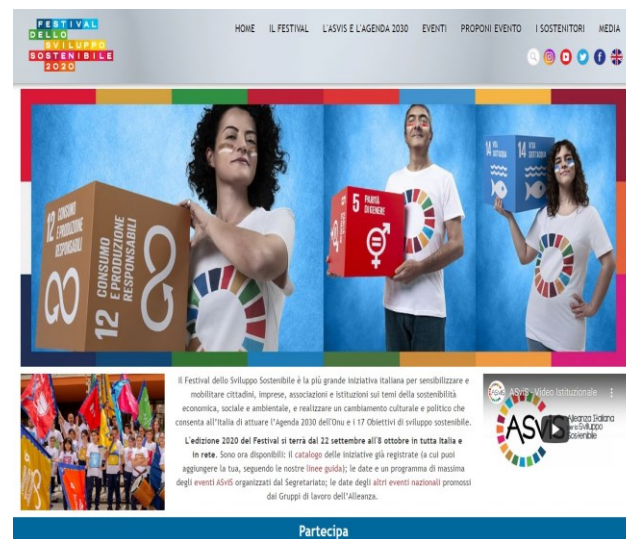 FESTIVAL
DELLO
SVILUPPO
SOSTENIBILE
2020
HOME IL FESTIVAL L'ASVIS E L'AGENDA 2030 EVENTI PROPONI EVENTO I SOSTENITORI MEDIA
12 CONSUMO
E PRODUZIONE
RESPONSABILI
12 CONSUMO
E PRODUZIONE
RESPONSABILI
5 PARITÀ
DI GENERE
14 VITA
SOTT'ACQUA
14 VITA
SOTT'ACQUA
Il Festival dello Sviluppo Sostenibile è la più grande iniziativa italiana per sensibilizzare e
mobilitare cittadini, imprese, associazioni e istituzioni sui temi della sostenibilità
economica, sociale e ambientale, e realizzare un cambiamento culturale e politico che
consenta all'Italia di attuare l'Agenda 2030 dell'Onu e i 17 Obiettivi di sviluppo sostenibile.
L'edizione 2020 del Festival si terrà dal 22 settembre all'8 ottobre in tutta Italia e
in rete. Sono ora disponibili: il catalogo delle iniziative già registrate (a cui puoi
aggiungere la tua, seguendo le nostre linee guida); le date e un programma di massima
degli eventi ASviS organizzati dal Segretariato; le date degli altri eventi nazionali promossi
dai Gruppi di lavoro dell'Alleanza.
ASviS - Video Istituzionale
ASviS
Alleanza Italiana
per lo Sviluppo
Sostenibile
Partecipa